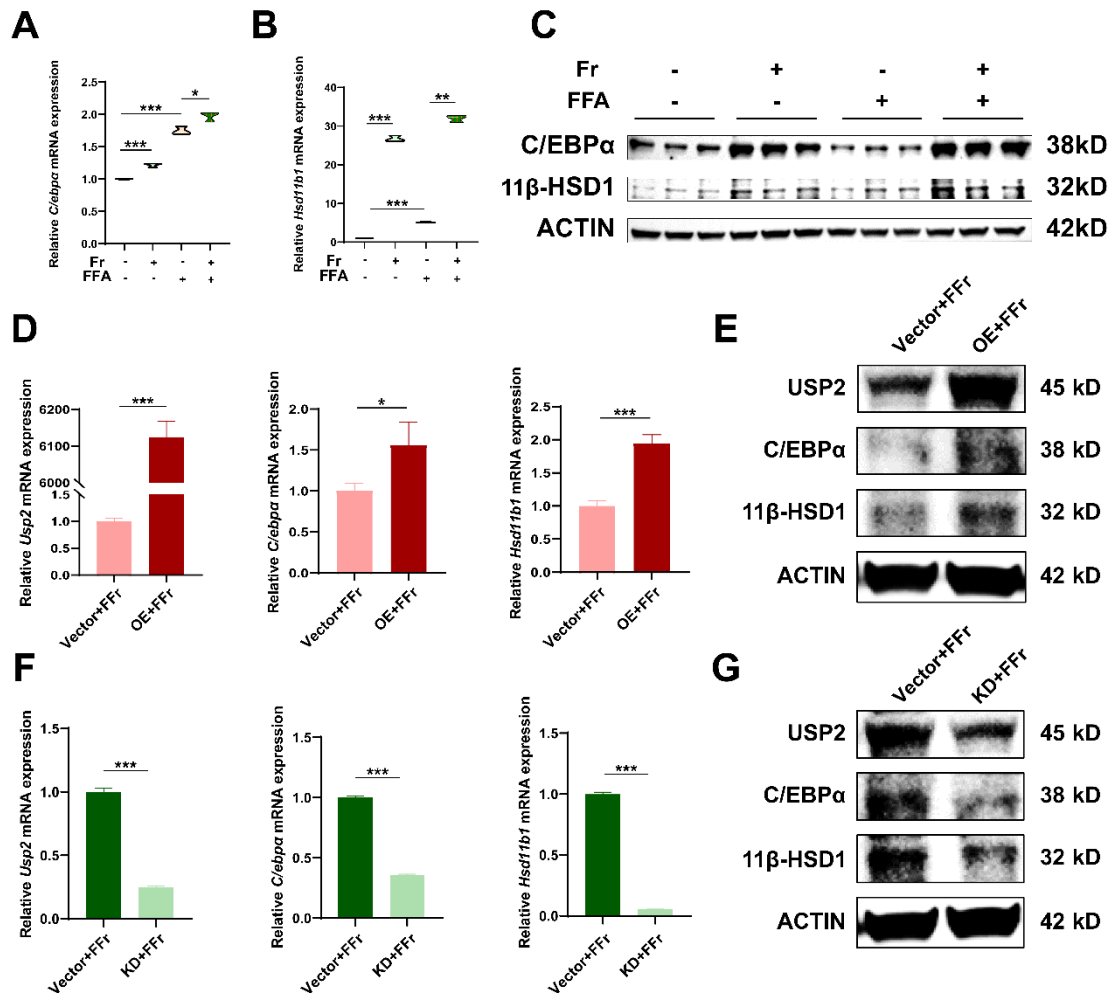 A
Relative C/ebpα mRNA expression
2.5
2.0
1.5
1.0
0.5
0.0
***
***
*
Fr - + - +
FFA - - + +
B
Relative Hsd11b1 mRNA expression
40
30
20
10
0
***
**
***
Fr - + - +
FFA - - + +
C
Fr - + - +
FFA - - + +
C/EBPα 38kD
11β-HSD1 32kD
ACTIN 42kD
D
Relative Usp2 mRNA expression
6200
6100
6000
1.5
1.0
0.5
0.0
***
Vector+FFr
OE+FFr
Relative C/ebpα mRNA expression
2.0
1.5
1.0
0.5
0.0
*
Vector+FFr
OE+FFr
Relative Hsd11b1 mRNA expression
2.5
2.0
1.5
1.0
0.5
0.0
***
Vector+FFr
OE+FFr
E
Vector+FFr
OE+FFr
USP2 45 kD
C/EBPα 38 kD
11β-HSD1 32 kD
ACTIN 42 kD
F
Relative Usp2 mRNA expression
1.5
1.0
0.5
0.0
***
Vector+FFr
KD+FFr
Relative C/ebpα mRNA expression
1.5
1.0
0.5
0.0
***
Vector+FFr
KD+FFr
Relative Hsd11b1 mRNA expression
1.5
1.0
0.5
0.0
***
Vector+FFr
KD+FFr
G
Vector+FFr
KD+FFr
USP2 45 kD
C/EBPα 38 kD
11β-HSD1 32 kD
ACTIN 42 kD